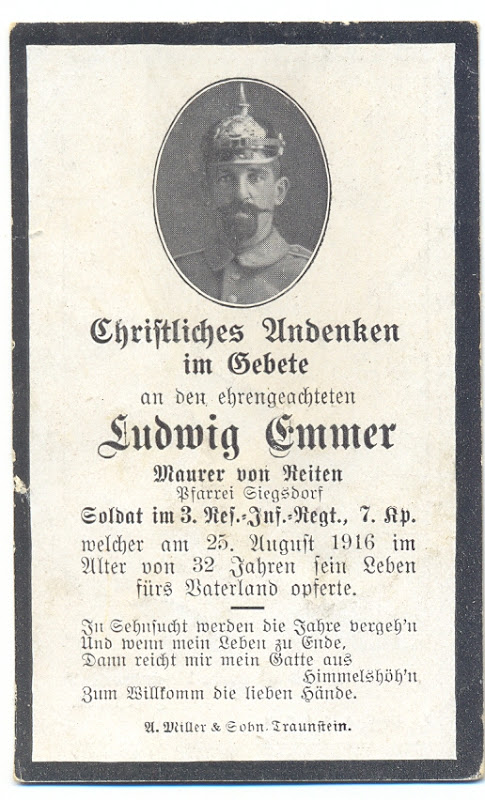 Christliches Andenken
im Gebete
an den ehrengeachteten
Ludwig Emmer
Maurer von Reiten
Pfarrei Siegsdorf
Soldat im 3. Res.-Inf.-Regt., 7. Kp.
welcher am 25. August 1916 im
Alter von 32 Jahren sein Leben
fürs Vaterland opferte.
In Sehnsucht werden die Jahre vergeh'n
Und wenn mein Leben zu Ende,
Dann reicht mir mein Gatte aus
Himmelshöh'n
Zum Willkomm die lieben Hände.
A. Miller & Sohn Traunstein.